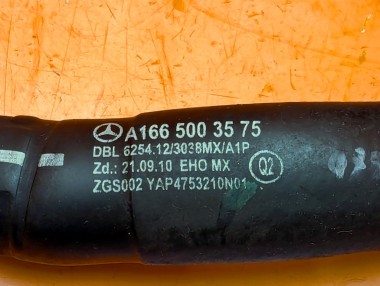 A166 500 35 75
DBL 6254.12/3038MX/A1P
Zd.: 21.09.10 EHO MX
Q2
ZGS002 YAP4753210N01